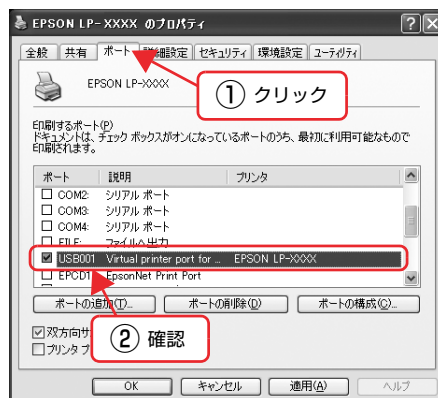 EPSON LP-XXXX のプロパティ
全般 共有 ポート 詳細設定 セキュリティ 環境設定 ユーティリティ
EPSON LP-XXXX
① クリック
印刷するポート(P)
ドキュメントは、チェック ボックスがオンになっているポートのうち、最初に利用可能なもので
印刷されます。
ポート 説明 プリンタ
COM2: シリアル ポート
COM3: シリアル ポート
COM4: シリアル ポート
FILE: ファイルへ出力
USB001 Virtual printer port for ... EPSON LP-XXXX
EPCD1 EpsonNet Print Port
ポートの追加(T)... ポートの削除(D) ポートの構成(C)...
双方向サ
プリンタ プ
② 確認
OK キャンセル 適用(A) ヘルプ